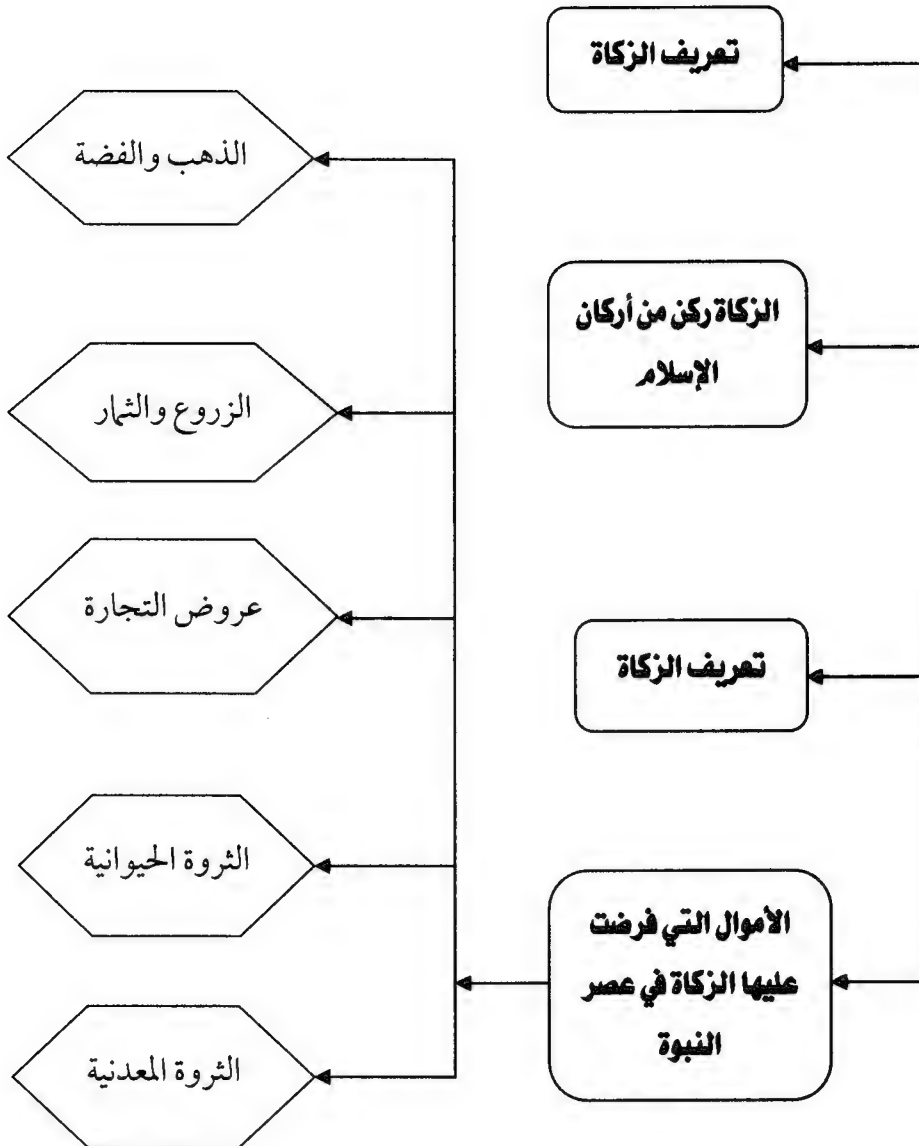 تعريف الزكاة
الزكاة ركن من أركان
الإسلام
تعريف الزكاة
الأموال التي فرضت
عليها الزكاة في عصر
النبوة
الذهب والفضة
الزروع والثمار
عروض التجارة
الثروة الحيوانية
الثروة المعدنية